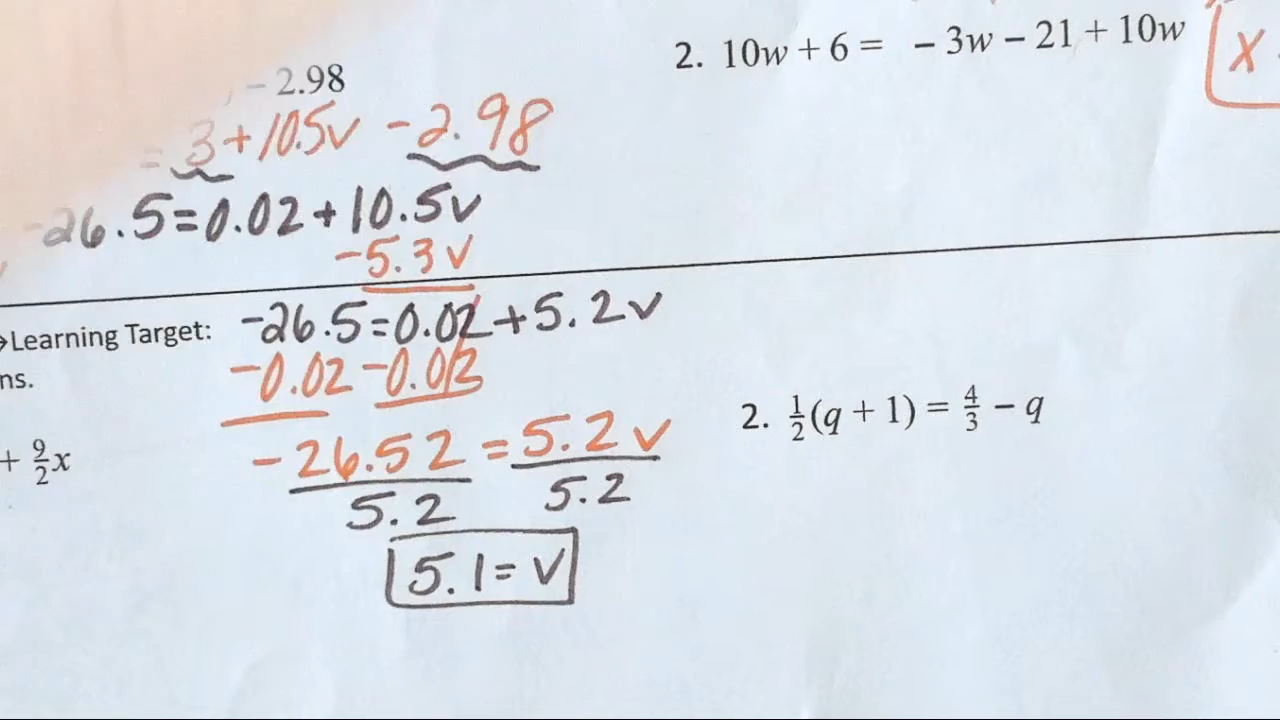 2. 10w + 6 = − 3w − 21 + 10w
x
− 2.98
= 3 + 10.5v − 2.98
-26.5 = 0.02 + 10.5v
−5.3v
Learning Target:
ns.
-26.5 = 0.02 + 5.2v
−0.02 −0.02
−26.52 = 5.2v
5.2 5.2
5.1 = v
+ 9/2 x
2. 1/2 (q + 1) = 4/3 − q